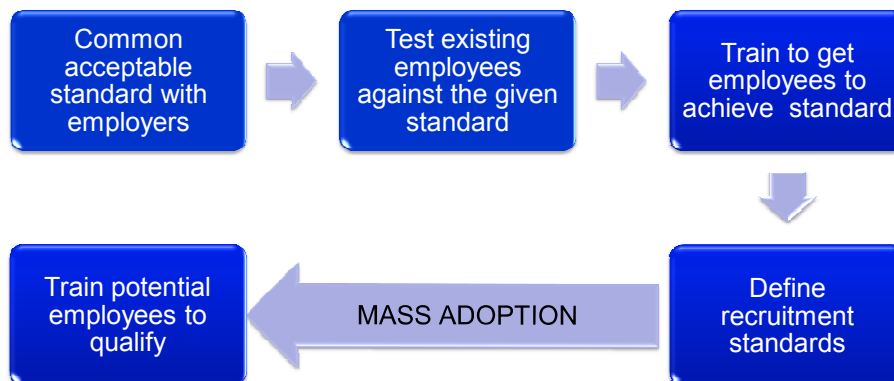 Common
acceptable
standard with
employers
Test existing
employees
against the given
standard
Train to get
employees to
achieve  standard
Train potential
employees to
qualify
MASS ADOPTION
Define
recruitment
standards